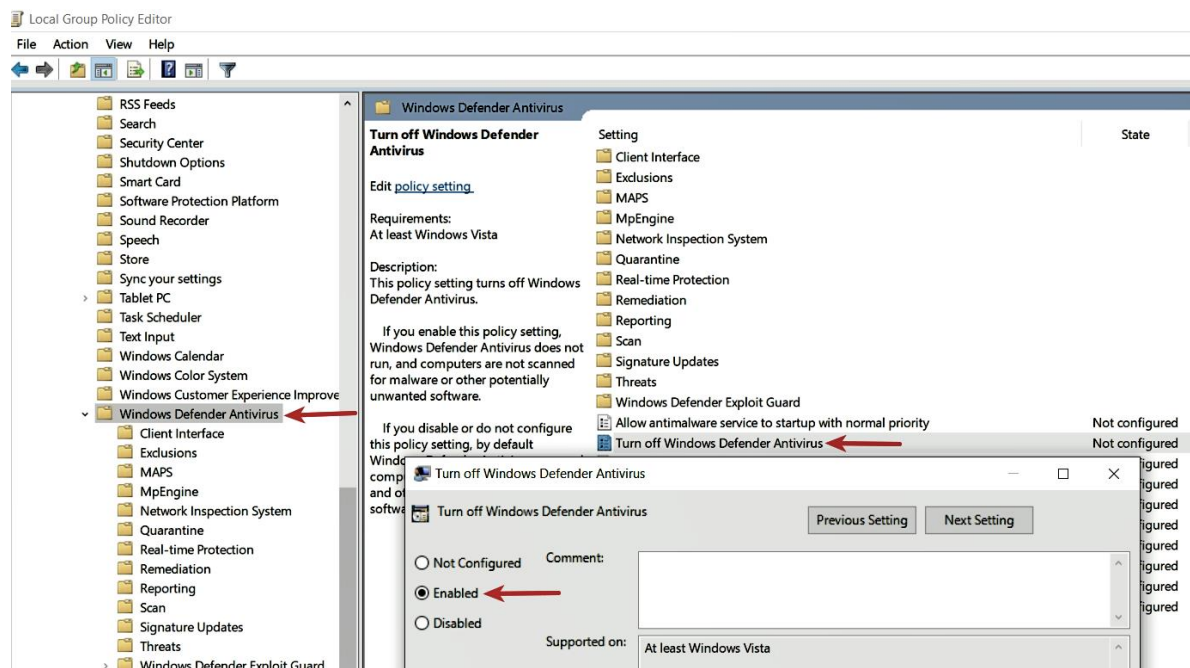 Local Group Policy Editor
File Action View Help
RSS Feeds
Search
Security Center
Shutdown Options
Smart Card
Software Protection Platform
Sound Recorder
Speech
Store
Sync your settings
Tablet PC
Task Scheduler
Text Input
Windows Calendar
Windows Color System
Windows Customer Experience Improve
Windows Defender Antivirus
Client Interface
Exclusions
MAPS
MpEngine
Network Inspection System
Quarantine
Real-time Protection
Remediation
Reporting
Scan
Signature Updates
Threats
Windows Defender Exploit Guard
Windows Defender Antivirus
Turn off Windows Defender
Antivirus
Edit policy setting
Requirements:
At least Windows Vista
Description:
This policy setting turns off Windows
Defender Antivirus.
If you enable this policy setting,
Windows Defender Antivirus does not
run, and computers are not scanned
for malware or other potentially
unwanted software.
If you disable or do not configure
this policy setting, by default
Setting State
Client Interface
Exclusions
MAPS
MpEngine
Network Inspection System
Quarantine
Real-time Protection
Remediation
Reporting
Scan
Signature Updates
Threats
Windows Defender Exploit Guard
Allow antimalware service to startup with normal priority Not configured
Turn off Windows Defender Antivirus Not configured
Turn off Windows Defender Antivirus
Turn off Windows Defender Antivirus
Previous Setting Next Setting
Not Configured Comment:
Enabled
Disabled
Supported on: At least Windows Vista